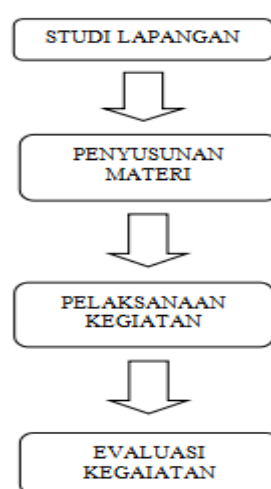 STUDI LAPANGAN
PENYUSUNAN
MATERI
PELAKSANAAN
KEGIATAN
EVALUASI
KEGAIATAN